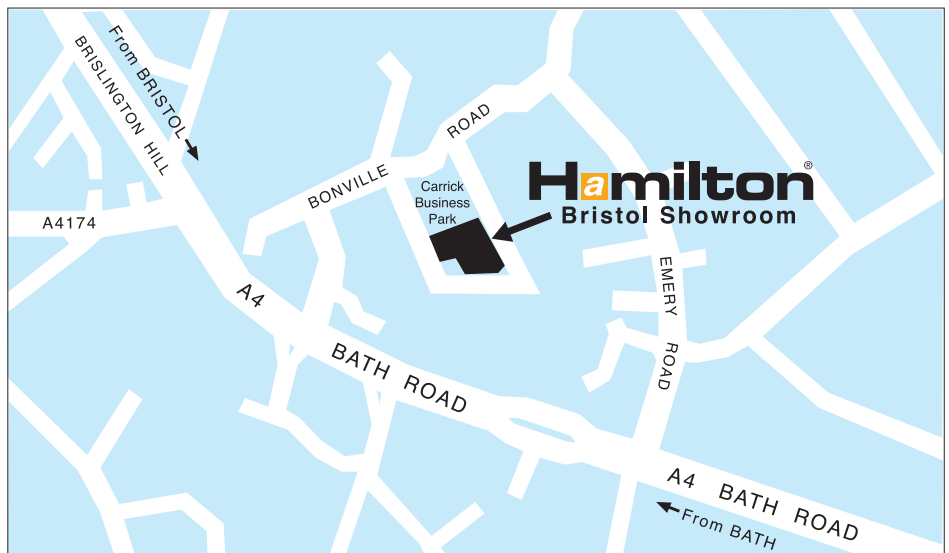 From BRISTOL
BRISLINGTON HILL
A4174
BONVILLE
ROAD
Carrick
Business
Park
Hamilton®
Bristol Showroom
EMERY
ROAD
A4
BATH ROAD
A4 BATH ROAD
From BATH